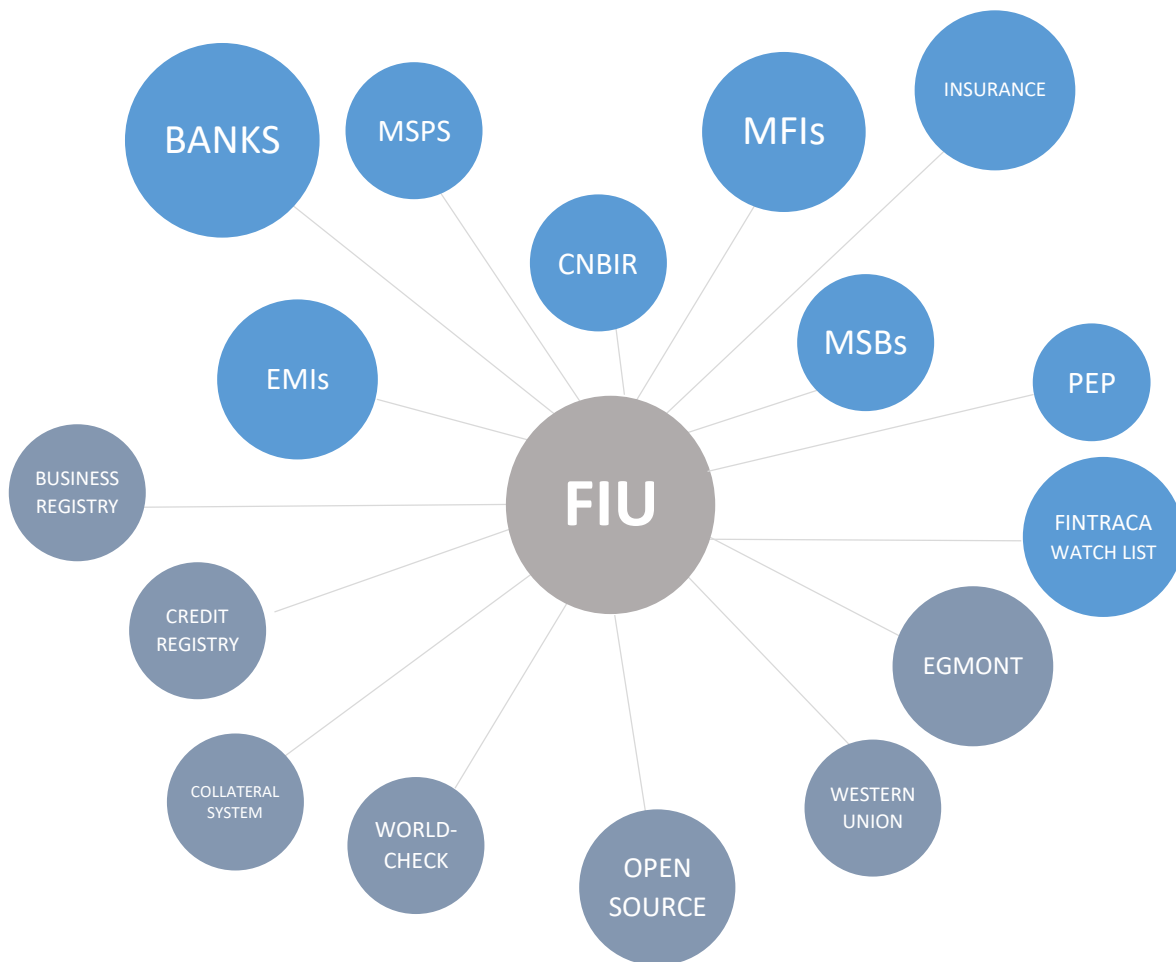 INSURANCE
BANKS
MSPS
MFIs
CNBIR
MSBs
EMIs
PEP
BUSINESS
REGISTRY
FIU
FINTRACA
WATCH LIST
CREDIT
REGISTRY
EGMONT
COLLATERAL
SYSTEM
WESTERN
UNION
WORLD-
CHECK
OPEN
SOURCE